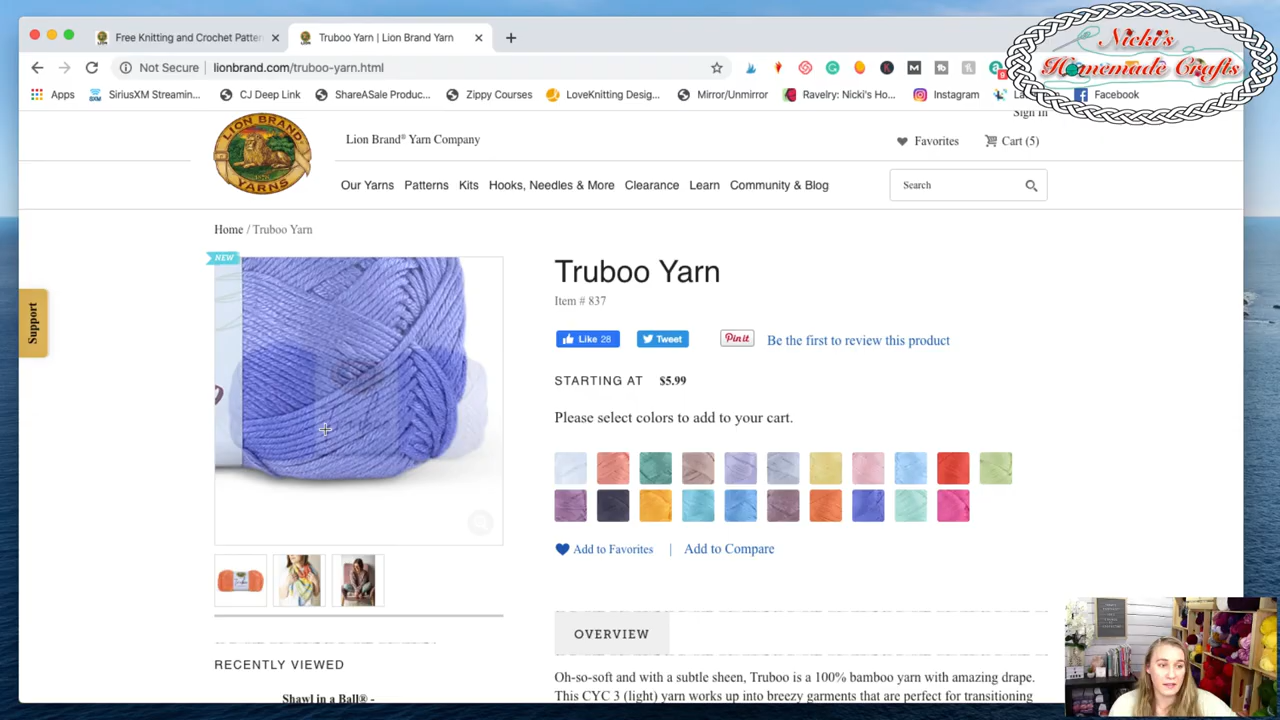 Free Knitting and Crochet Patter
Truboo Yarn | Lion Brand Yarn
Nicki's
Homemade Crafts
Not Secure
lionbrand.com/truboo-yarn.html
Apps
SiriusXM Streamin...
CJ Deep Link
ShareASaie Produc...
Zippy Courses
LoveKnitting Desig...
Mirror/Unmirror
Ravelry: Nicki's Ho...
Instagram
Facebook
Sign In
LION BRAND
YARNS
Lion Brand® Yarn Company
Favorites
Cart (5)
Our Yarns
Patterns
Kits
Hooks, Needles & More
Clearance
Learn
Community & Blog
Search
Home / Truboo Yarn
NEW
Support
Truboo Yarn
Item # 837
Like 28
Tweet
Pin it
Be the first to review this product
STARTING AT $5.99
Please select colors to add to your cart.
Add to Favorites | Add to Compare
OVERVIEW
RECENTLY VIEWED
Shawl in a Ball® -
Oh-so-soft and with a subtle sheen, Truboo is a 100% bamboo yarn with amazing drape.
This CYC 3 (light) yarn works up into breezy garments that are perfect for transitioning